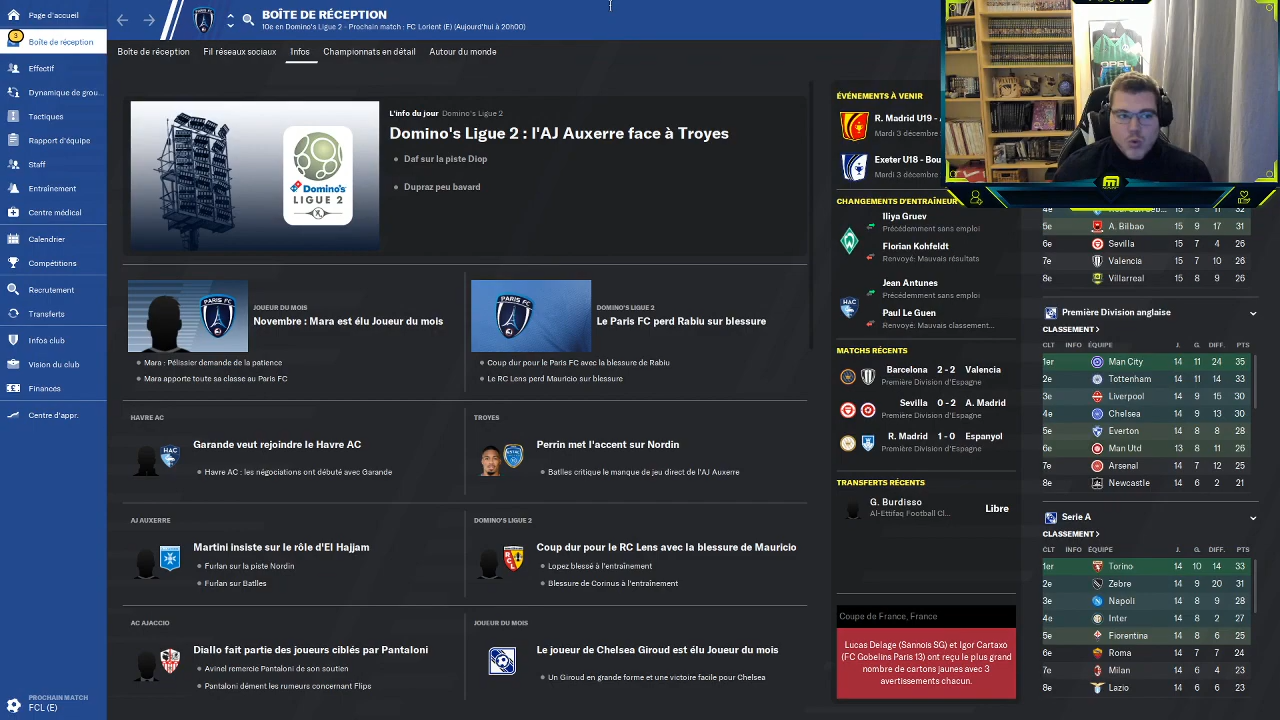 Page d'accueil
3
Boîte de réception
Effectif
Dynamique de grou...
Tactiques
Rapport d'équipe
Staff
Entraînement
Centre médical
Calendrier
Compétitions
Recrutement
Transferts
Infos club
Vision du club
Finances
Centre d'appr.
PROCHAIN MATCH
FCL (E)
BOÎTE DE RÉCEPTION
10e en Domino's Ligue 2 - Prochain match : FC Lorient (E) (Aujourd'hui à 20h00)
Boîte de réception
Fil réseaux sociaux
Infos
Championnats en détail
Autour du monde
Domino's
LIGUE 2
L'info du jour Domino's Ligue 2
Domino's Ligue 2 : l'AJ Auxerre face à Troyes
Daf sur la piste Diop
Dupraz peu bavard
PARIS FC
JOUEUR DU MOIS
Novembre : Mara est élu Joueur du mois
Mara : Pélissier demande de la patience
Mara apporte toute sa classe au Paris FC
PARIS FC
DOMINO'S LIGUE 2
Le Paris FC perd Rabiu sur blessure
Coup dur pour le Paris FC avec la blessure de Rabiu
Le RC Lens perd Mauricio sur blessure
HAVRE AC
Garande veut rejoindre le Havre AC
Havre AC : les négociations ont débuté avec Garande
TROYES
Perrin met l'accent sur Nordin
Batlles critique le manque de jeu direct de l'AJ Auxerre
AJ AUXERRE
Martini insiste sur le rôle d'El Hajjam
Furlan sur la piste Nordin
Furlan sur Batlles
DOMINO'S LIGUE 2
Coup dur pour le RC Lens avec la blessure de Mauricio
Lopez blessé à l'entraînement
Blessure de Corinus à l'entraînement
AC AJACCIO
Diallo fait partie des joueurs ciblés par Pantaloni
Avinel remercie Pantaloni de son soutien
Pantaloni dément les rumeurs concernant Flips
JOUEUR DU MOIS
Le joueur de Chelsea Giroud est élu Joueur du mois
Un Giroud en grande forme et une victoire facile pour Chelsea
ÉVÉNEMENTS À VENIR
R. Madrid U19 -
Mardi 3 décembre
Exeter U18 - Bou
Mardi 3 décembre
CHANGEMENTS D'ENTRAÎNEUR
Iliya Gruev
Précédemment sans emploi
Florian Kohfeldt
Renvoyé: Mauvais résultats
Jean Antunes
Précédemment sans emploi
Paul Le Guen
Renvoyé: Mauvais classement...
MATCHS RÉCENTS
Barcelona 2 - 2 Valencia
Première Division d'Espagne
Sevilla 0 - 2 A. Madrid
Première Division d'Espagne
R. Madrid 1 - 0 Espanyol
Première Division d'Espagne
TRANSFERTS RÉCENTS
G. Burdisso
Al-Ettifaq Football Cl...
Libre
Coupe de France, France
Lucas Delage (Sannois SG) et Igor Cartaxo
(FC Gobelins Paris 13) ont reçu le plus grand
nombre de cartons jaunes avec 3
avertissements chacun.
OPEL
5e A. Bilbao 15 9 17 31
6e Sevilla 15 7 4 26
7e Valencia 15 7 10 26
8e Villarreal 15 8 9 26
Première Division anglaise
CLASSEMENT >
CLT INFO ÉQUIPE J. G. DIFF. PTS
1er Man City 14 11 24 35
2e Tottenham 14 11 14 33
3e Liverpool 14 9 15 30
4e Chelsea 14 9 13 30
5e Everton 14 8 8 28
6e Man Utd 13 8 11 26
7e Arsenal 14 7 12 25
8e Newcastle 14 6 2 21
Serie A
CLASSEMENT >
CLT INFO ÉQUIPE J. G. DIFF. PTS
1er Torino 14 10 14 33
2e Zebre 14 9 20 31
3e Napoli 14 8 9 28
4e Inter 14 8 2 27
5e Fiorentina 14 8 6 25
6e Roma 14 7 7 24
7e Milan 14 6 4 23
8e Lazio 14 6 6 23